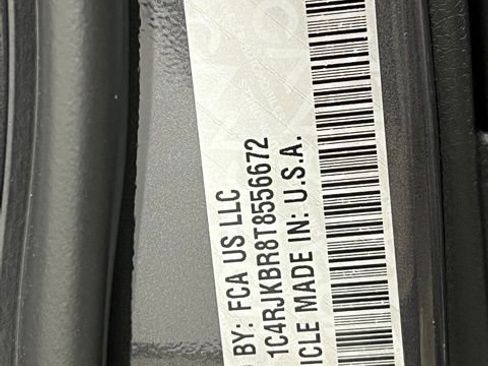 D BY: FCA US LLC
1C4RJKBR8T8556672
ICLE MADE IN: U.S.A.